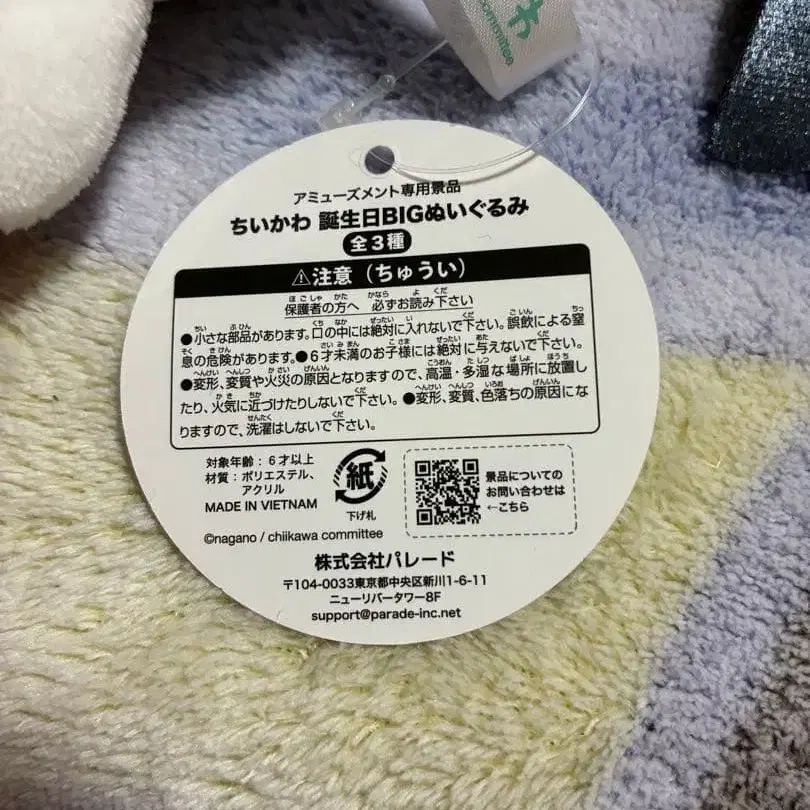 わ
committee
アミューズメント専用景品
ちいかわ 誕生日BIGぬいぐるみ
全3種
⚠注意（ちゅうい）
保護者の方へ 必ずお読み下さい
●小さな部品があります。口の中には絶対に入れないで下さい。誤飲による窒
息の危険があります。●6才未満のお子様には絶対に与えないで下さい。
●変形、変質や火災の原因となりますので、高温・多湿な場所に放置し
たり、火気に近づけたりしないで下さい。●変形、変質、色落ちの原因にな
りますので、洗濯はしないで下さい。
対象年齢：6才以上
材質：ポリエステル、
アクリル
MADE IN VIETNAM
紙
下げ札
景品についての
お問い合わせは
←こちら
©nagano / chiikawa committee
株式会社パレード
〒104-0033東京都中央区新川1-6-11
ニューリバータワー8F
support@parade-inc.net